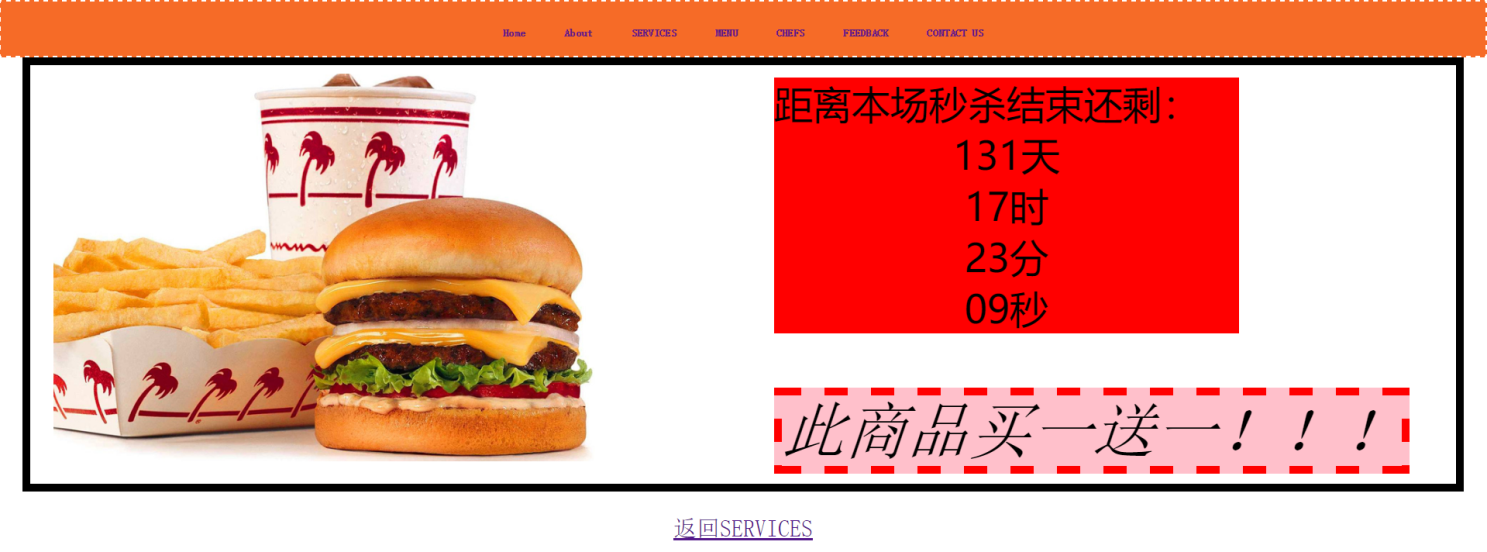 Home About SERVICES MENU CHEFS FEEDBACK CONTACT US
距离本场秒杀结束还剩：
131天
17时
23分
09秒
此商品买一送一！！！
返回SERVICES